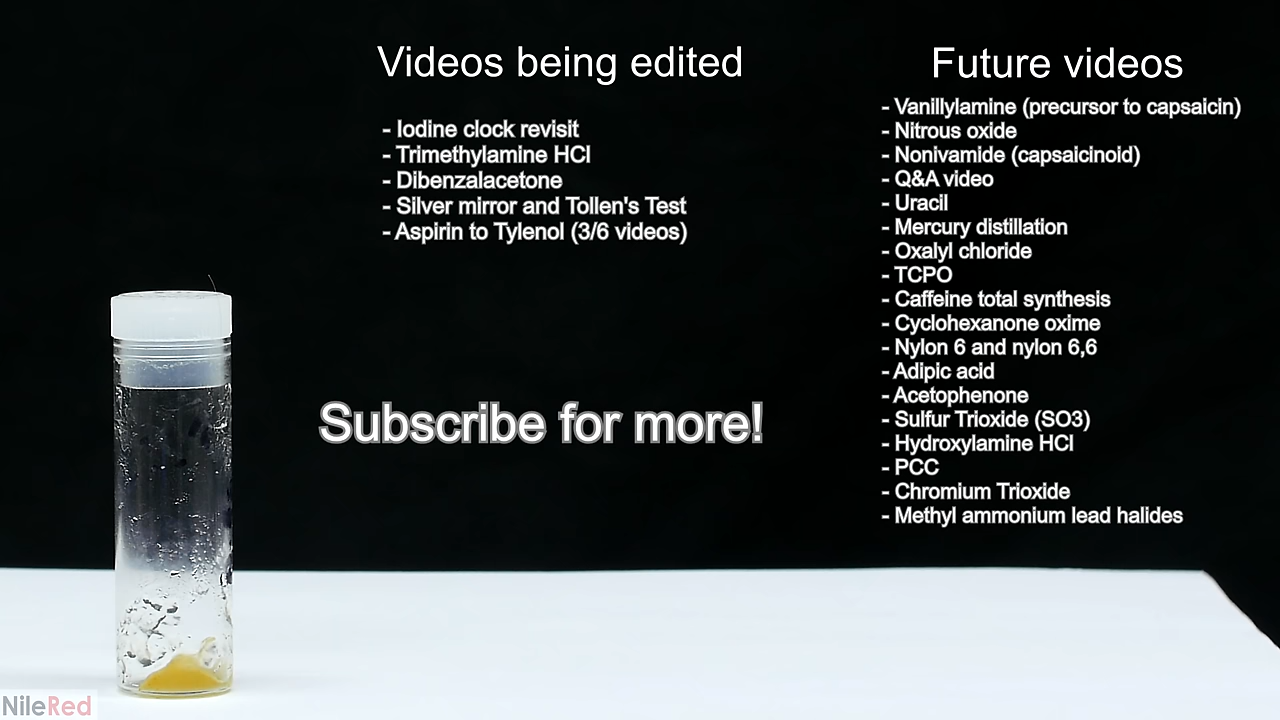 Videos being edited
- Iodine clock revisit
- Trimethylamine HCl
- Dibenzalacetone
- Silver mirror and Tollen's Test
- Aspirin to Tylenol (3/6 videos)
Subscribe for more!
Future videos
- Vanillylamine (precursor to capsaicin)
- Nitrous oxide
- Nonivamide (capsaicinoid)
- Q&A video
- Uracil
- Mercury distillation
- Oxalyl chloride
- TCPO
- Caffeine total synthesis
- Cyclohexanone oxime
- Nylon 6 and nylon 6,6
- Adipic acid
- Acetophenone
- Sulfur Trioxide (SO3)
- Hydroxylamine HCl
- PCC
- Chromium Trioxide
- Methyl ammonium lead halides
NileRed